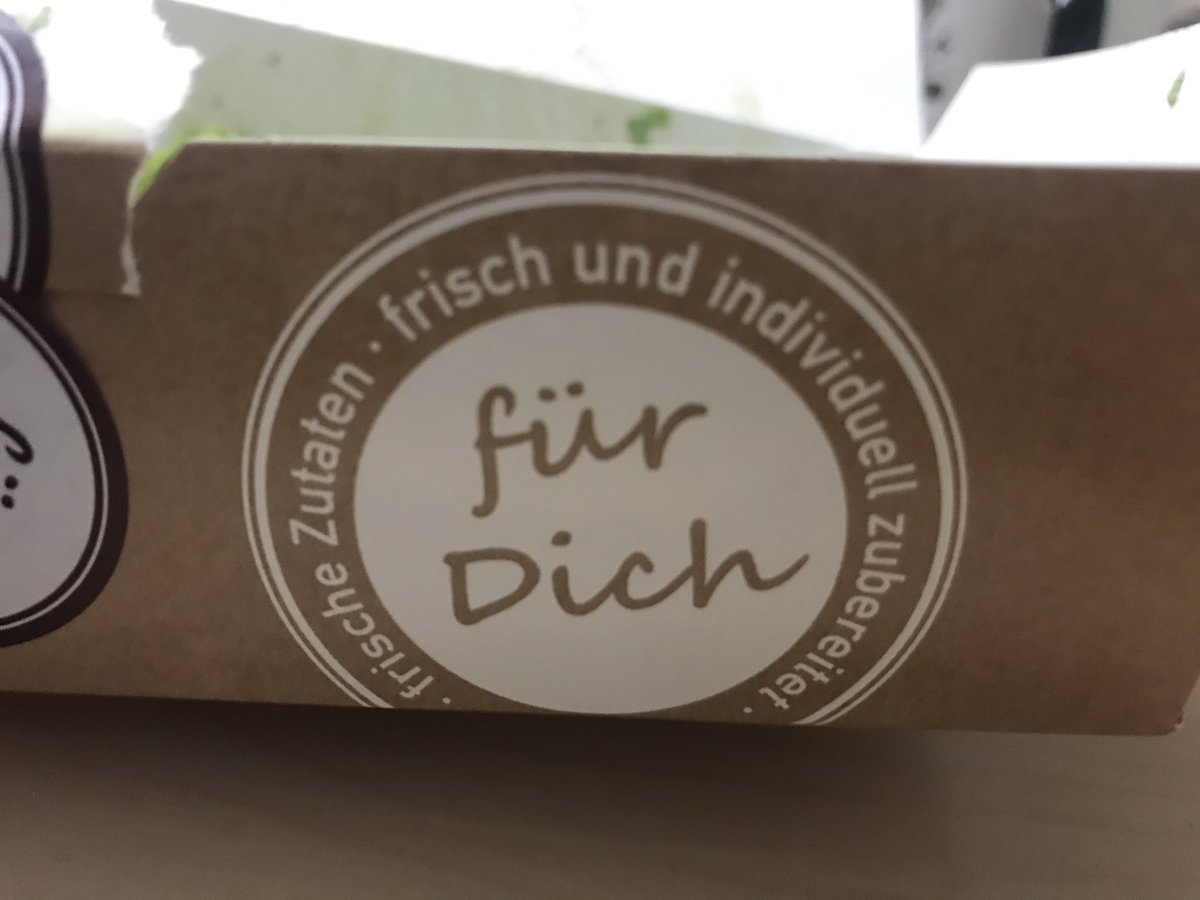 frische Zutaten · frisch und individuell zubereitet ·
für
Dich